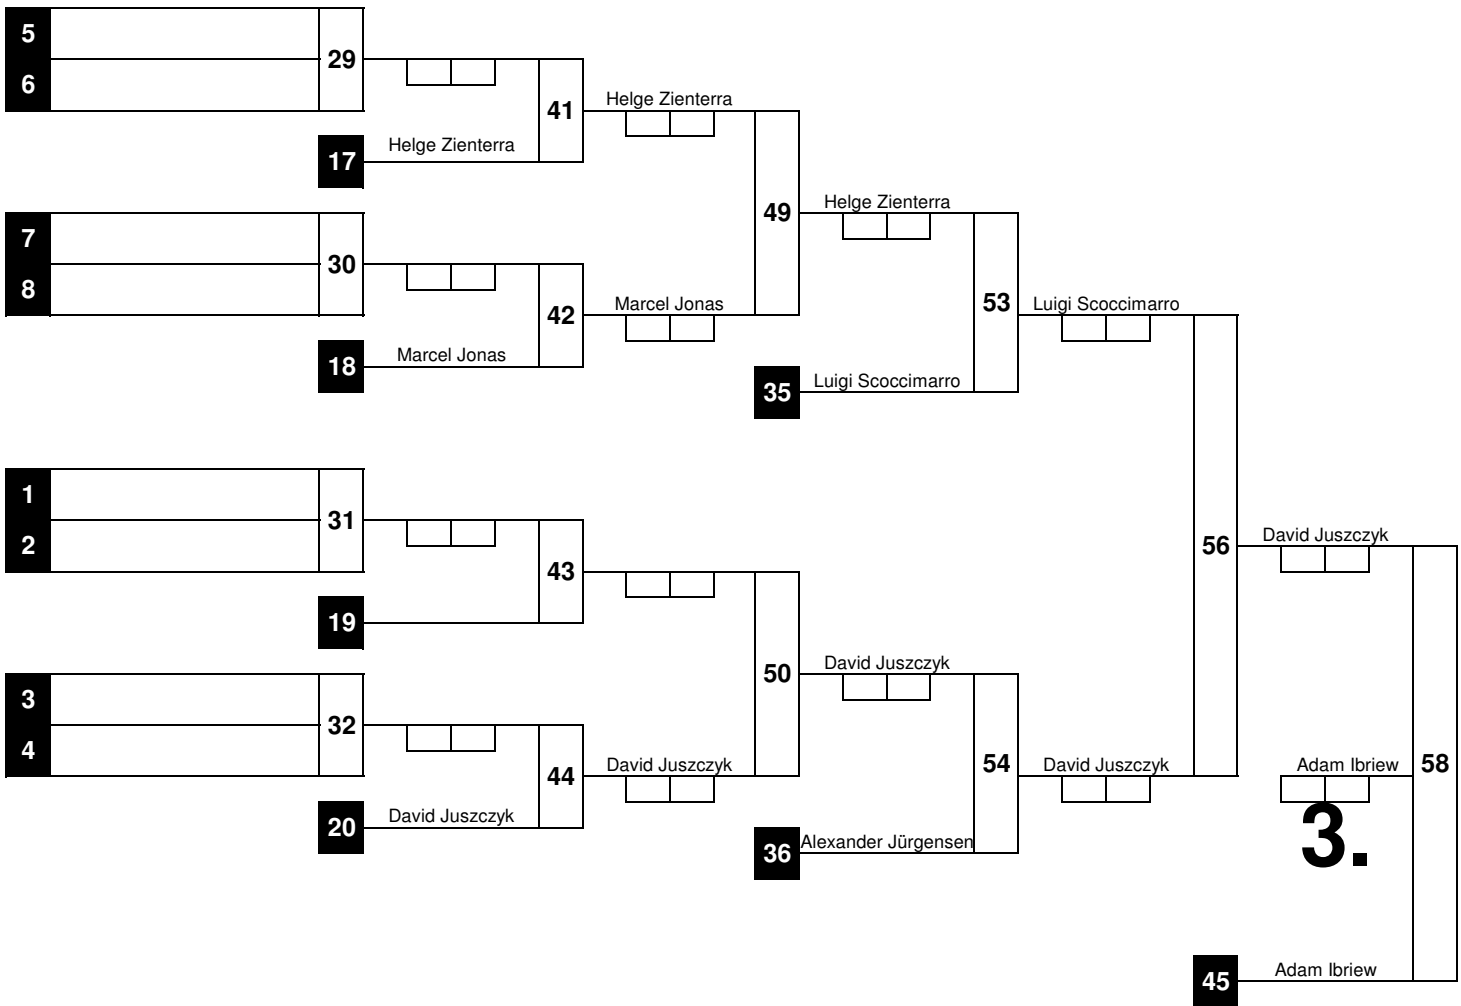 5
29
6
41
Helge Zienterra
17
Helge Zienterra
7
30
8
42
Marcel Jonas
18
Marcel Jonas
49
Helge Zienterra
53
Luigi Scoccimarro
35
Luigi Scoccimarro
1
31
2
43
19
3
32
4
44
David Juszczyk
20
David Juszczyk
50
David Juszczyk
54
David Juszczyk
36
Alexander Jürgensen
56
David Juszczyk
58
Adam Ibriew
3.
45
Adam Ibriew